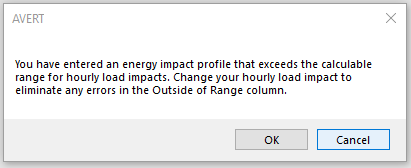 AVERT
You have entered an energy impact profile that exceeds the calculable
range for hourly load impacts. Change your hourly load impact to
eliminate any errors in the Outside of Range column.
OK
Cancel